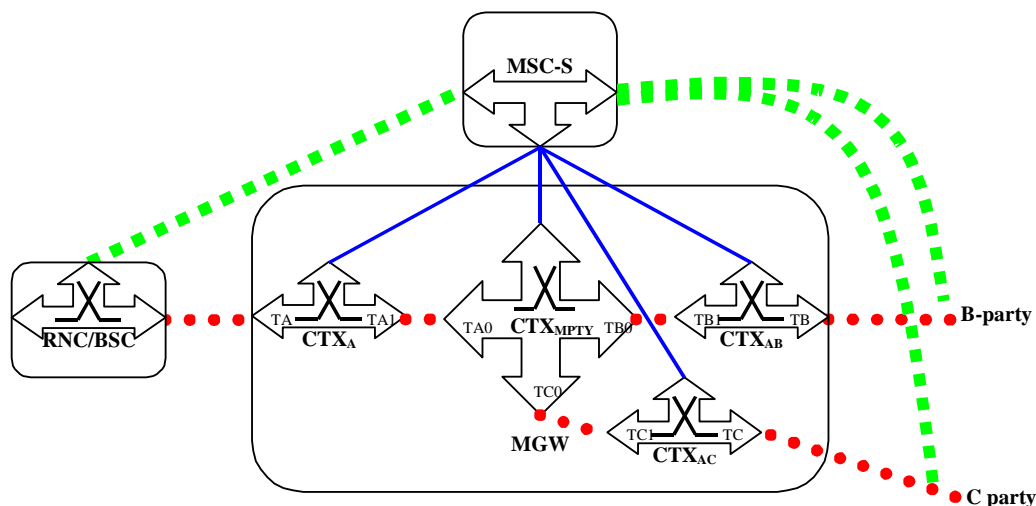 MSC-S
RNC/BSC
TA TA1
CTXA
TA0 CTXMPTY TB0
TC0
TB1 TB
CTXAB
B-party
MGW
TC1 TC
CTXAC
C party